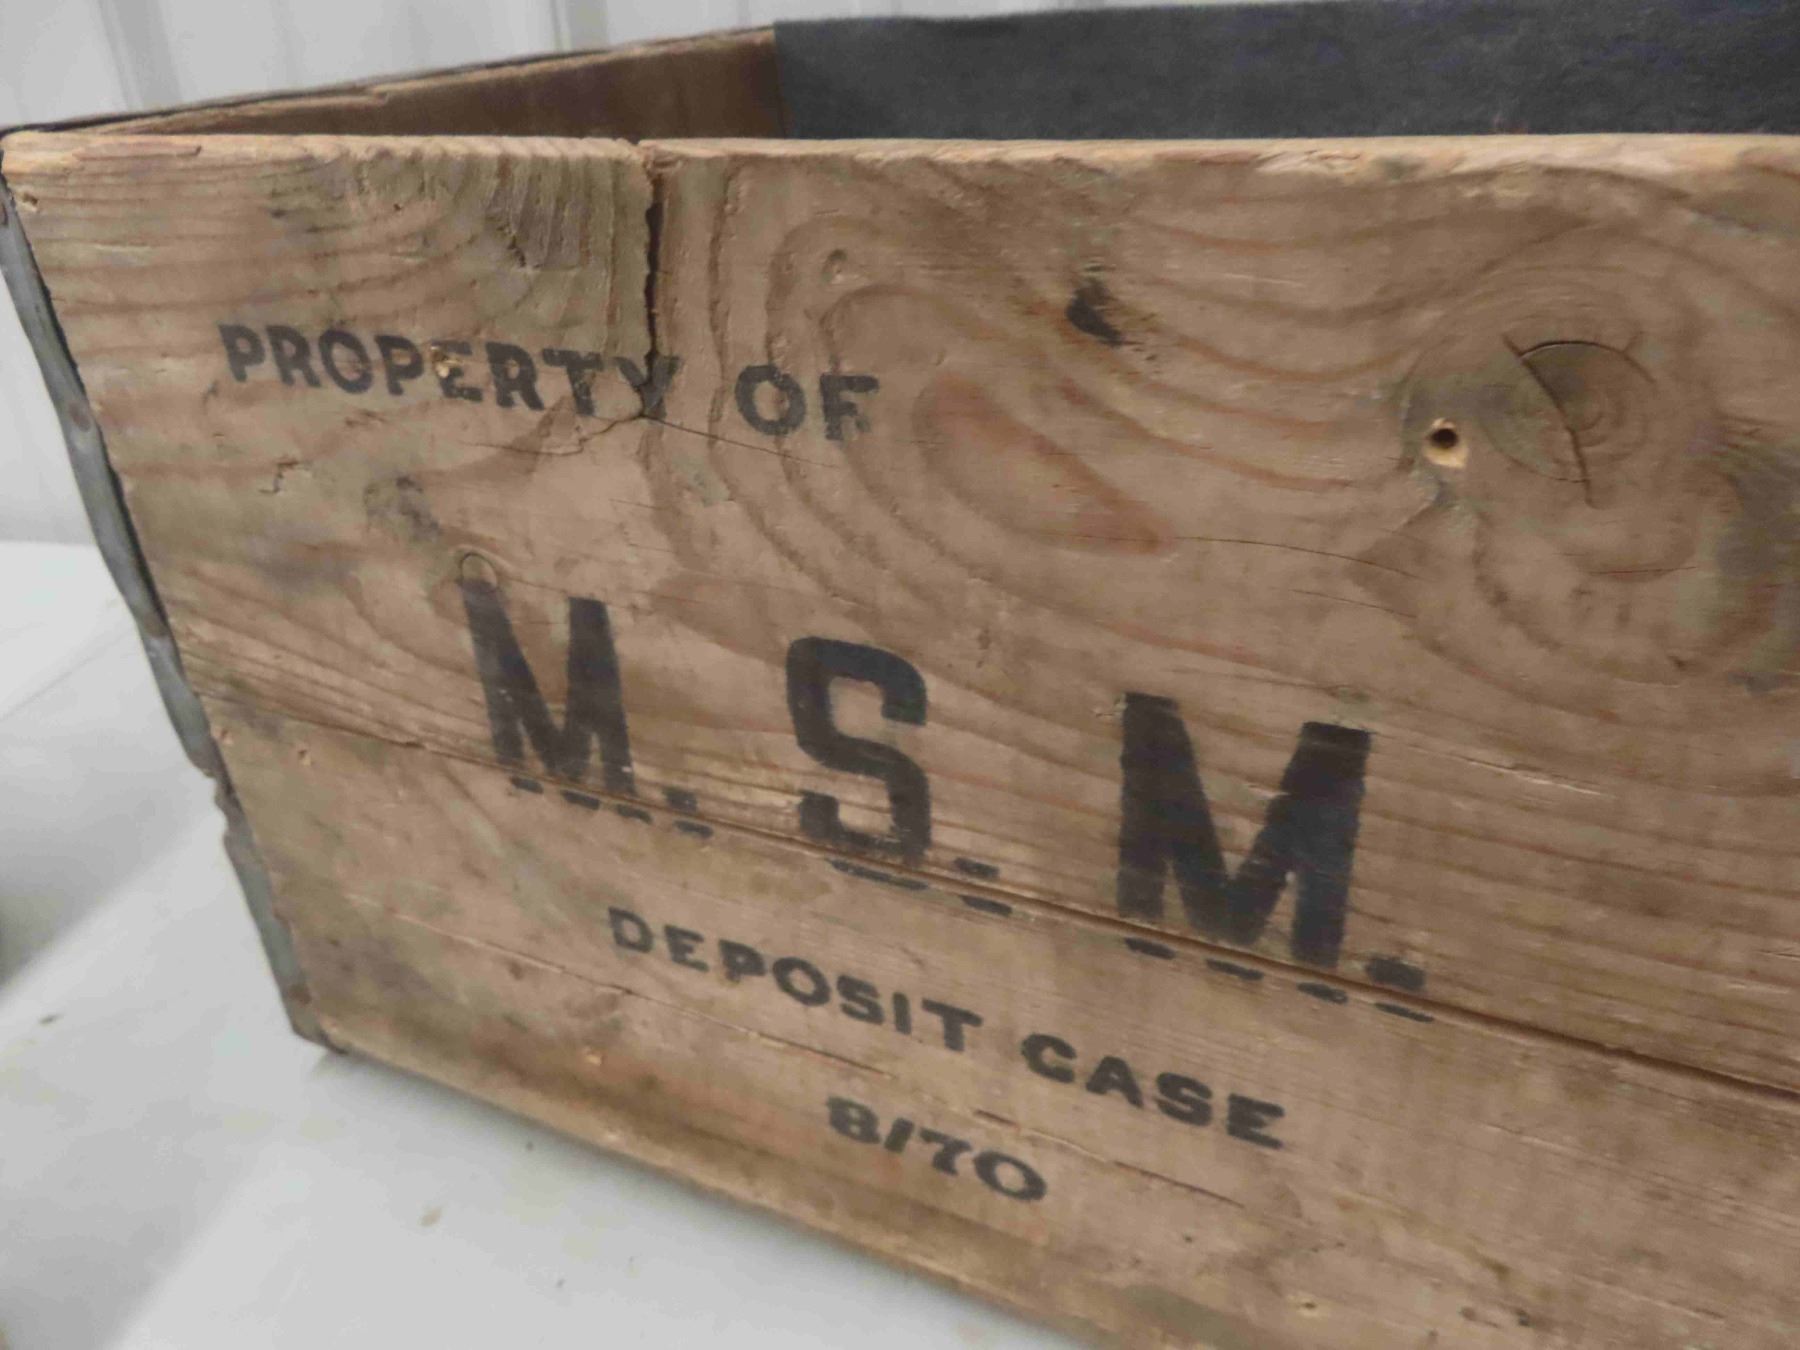 PROPERTY OF
M. S. M.
DEPOSIT CASE
8/70